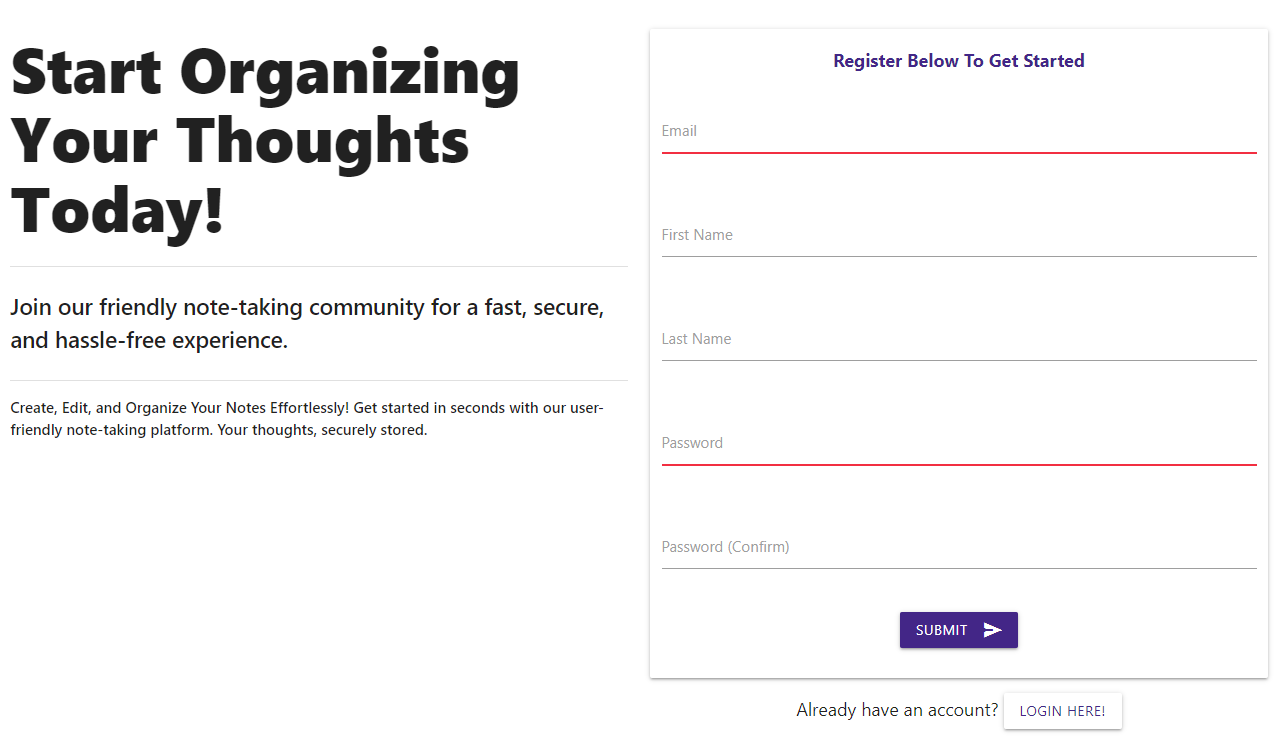 Start Organizing
Your Thoughts
Today!
Join our friendly note-taking community for a fast, secure,
and hassle-free experience.
Create, Edit, and Organize Your Notes Effortlessly! Get started in seconds with our user-
friendly note-taking platform. Your thoughts, securely stored.
Register Below To Get Started
Email
First Name
Last Name
Password
Password (Confirm)
SUBMIT
Already have an account? LOGIN HERE!